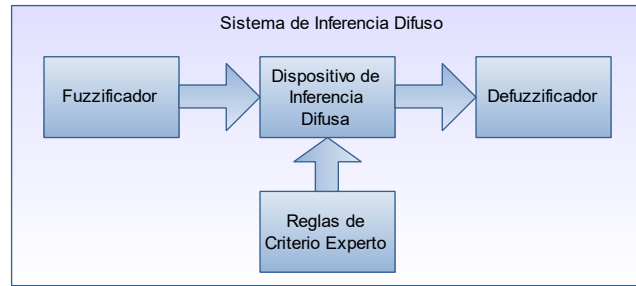 Sistema de Inferencia Difuso
Fuzzificador
Dispositivo de
Inferencia
Difusa
Defuzzificador
Reglas de
Criterio Experto